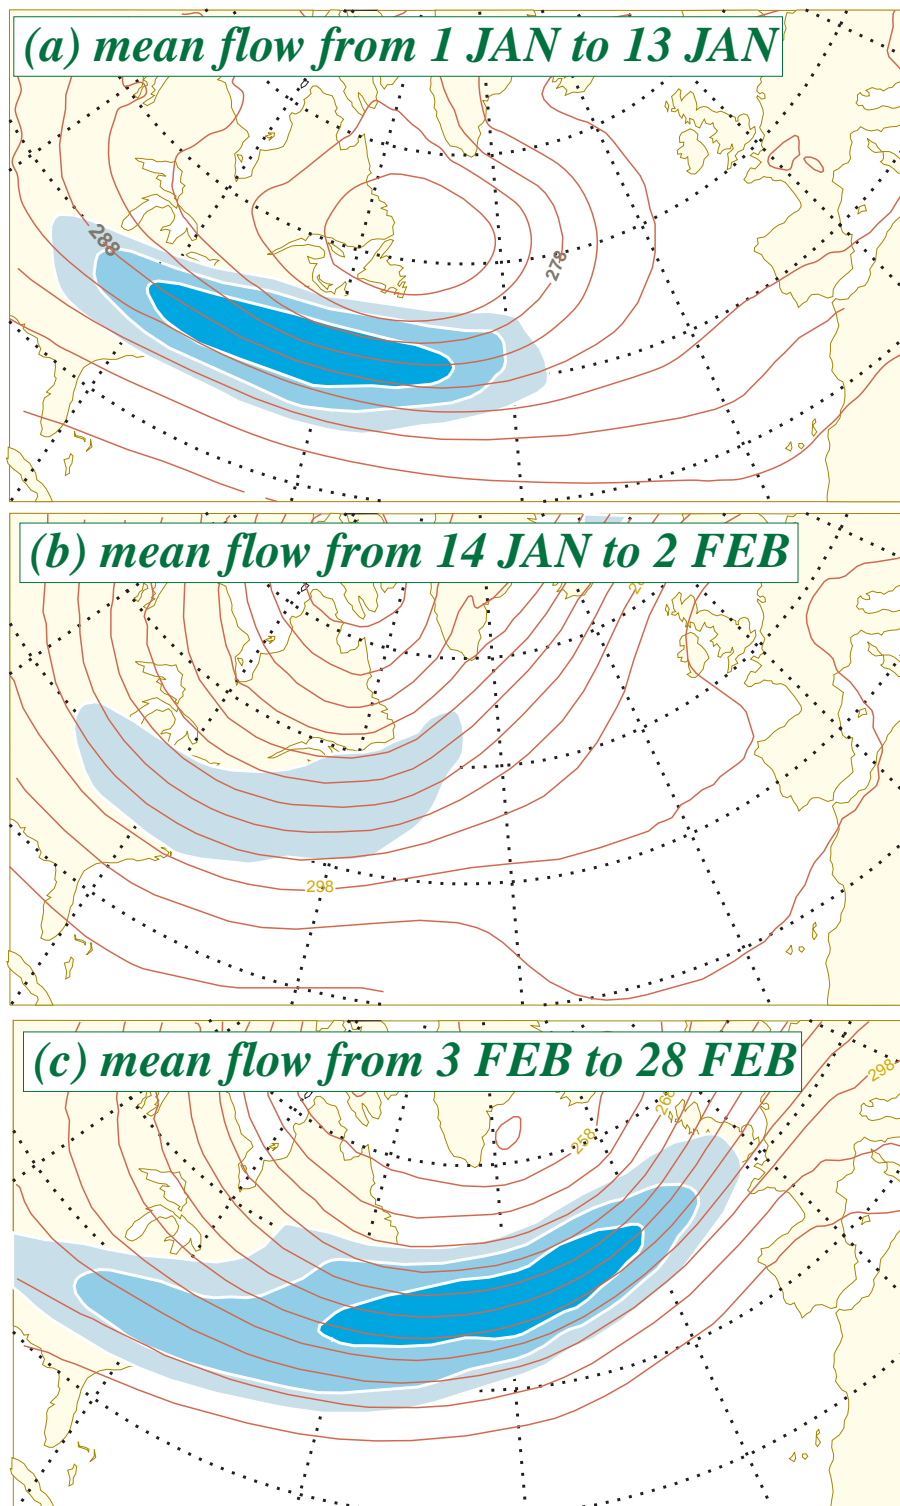 (a) mean flow from 1 JAN to 13 JAN
288
278
(b) mean flow from 14 JAN to 2 FEB
298
(c) mean flow from 3 FEB to 28 FEB
298
268
258